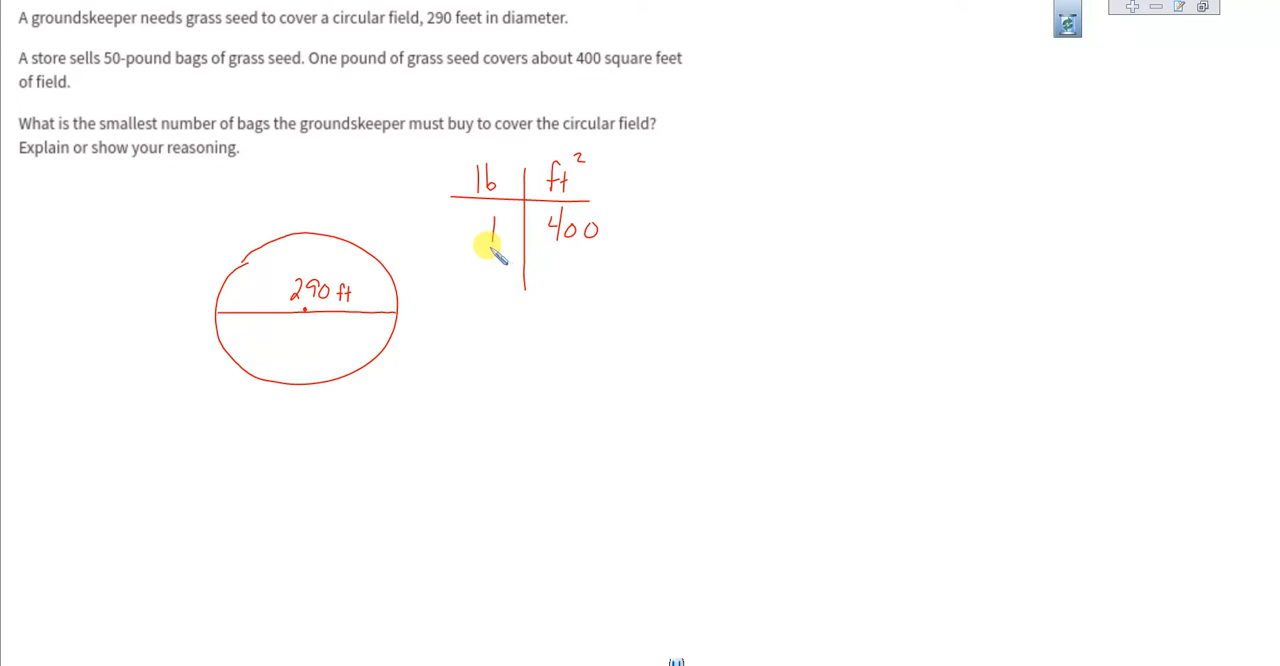 A groundskeeper needs grass seed to cover a circular field, 290 feet in diameter.
A store sells 50-pound bags of grass seed. One pound of grass seed covers about 400 square feet
of field.
What is the smallest number of bags the groundskeeper must buy to cover the circular field?
Explain or show your reasoning.
lb ft²
1 400
290 ft